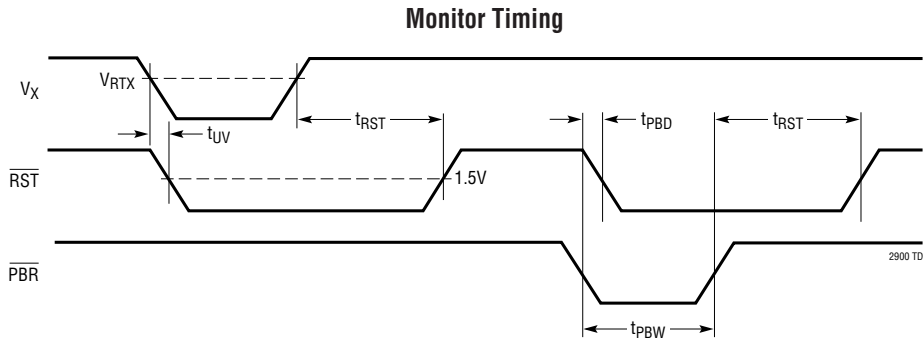 Monitor Timing
VX
VRTX
tUV
tRST
tPBD
tRST
RST
1.5V
PBR
tPBW
2900 TD